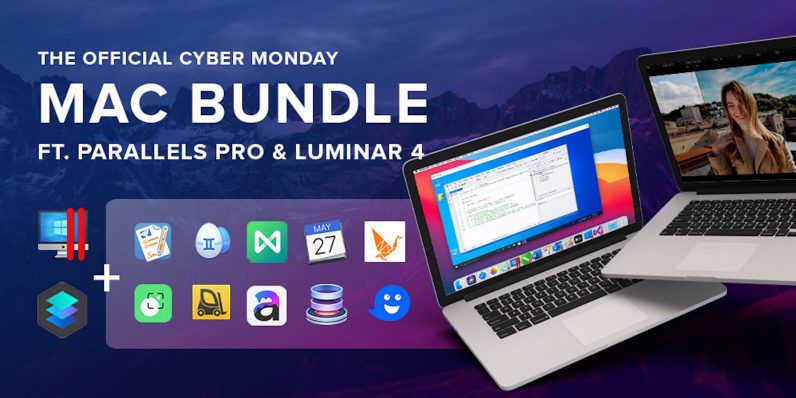 THE OFFICIAL CYBER MONDAY
MAC BUNDLE
FT. PARALLELS PRO & LUMINAR 4
MAY
27